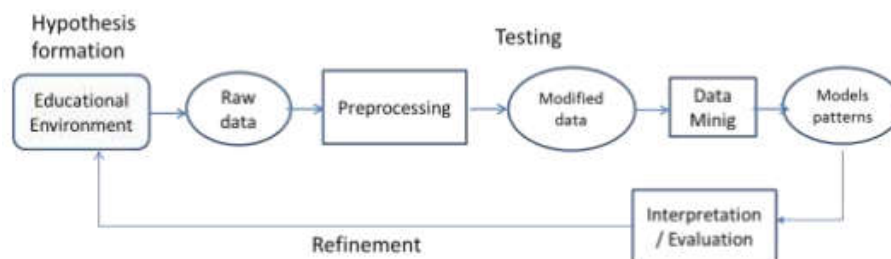 Hypothesis
formation
Testing
Educational
Environment
Raw
data
Preprocessing
Modified
data
Data
Minig
Models
patterns
Interpretation
/ Evaluation
Refinement